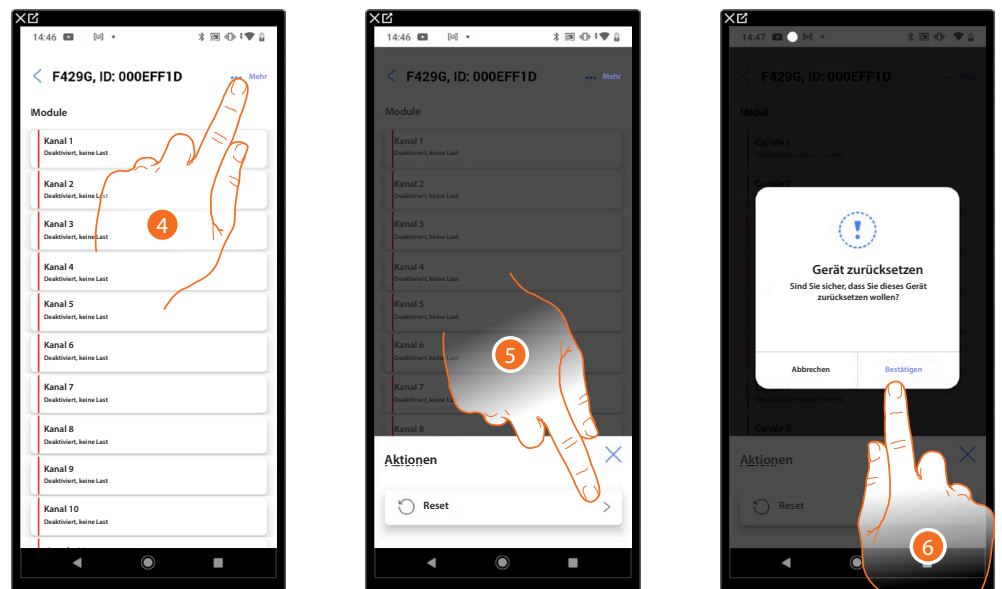 14:46
F429G, ID: 000EFF1D
Mehr
Module
Kanal 1
Deaktiviert, keine Last
Kanal 2
Deaktiviert, keine Last
Kanal 3
Deaktiviert, keine Last
Kanal 4
Deaktiviert, keine Last
Kanal 5
Deaktiviert, keine Last
Kanal 6
Deaktiviert, keine Last
Kanal 7
Deaktiviert, keine Last
Kanal 8
Deaktiviert, keine Last
Kanal 9
Deaktiviert, keine Last
Kanal 10
Deaktiviert, keine Last
4
14:46
F429G, ID: 000EFF1D
Mehr
Module
Kanal 1
Deaktiviert, keine Last
Kanal 2
Deaktiviert, keine Last
Kanal 3
Deaktiviert, keine Last
Kanal 4
Deaktiviert, keine Last
Kanal 5
Deaktiviert, keine Last
Kanal 6
Deaktiviert, keine Last
Kanal 7
Deaktiviert, keine
Kanal 8
5
Aktionen
Reset
14:47
F429G, ID: 000EFF1D
Mehr
Moduli
Canale 1
Canale 2
Gerät zurücksetzen
Sind Sie sicher, dass Sie dieses Gerät
zurücksetzen wollen?
Abbrechen
Bestätigen
Canale 8
Aktionen
Reset
6